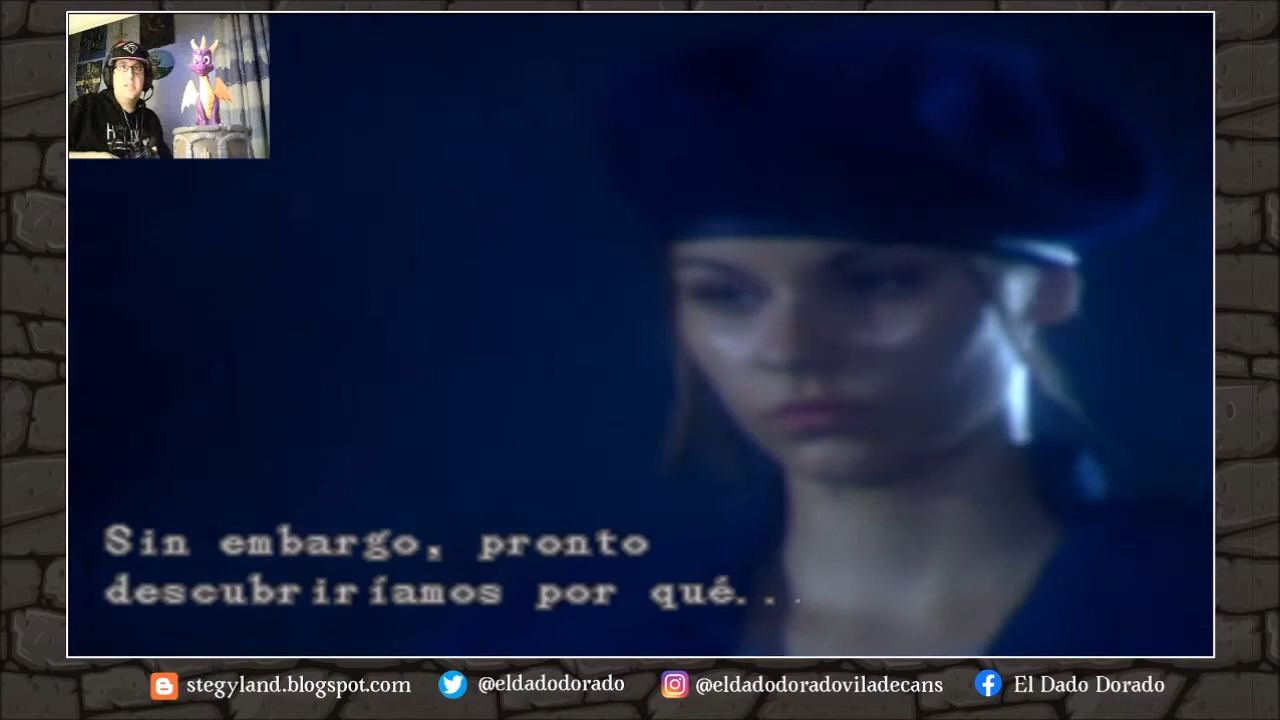 Sin embargo, pronto
descubriríamos por qué...
stegyland.blogspot.com
@eldadodorado
@eldadodoradoviladecans
El Dado Dorado